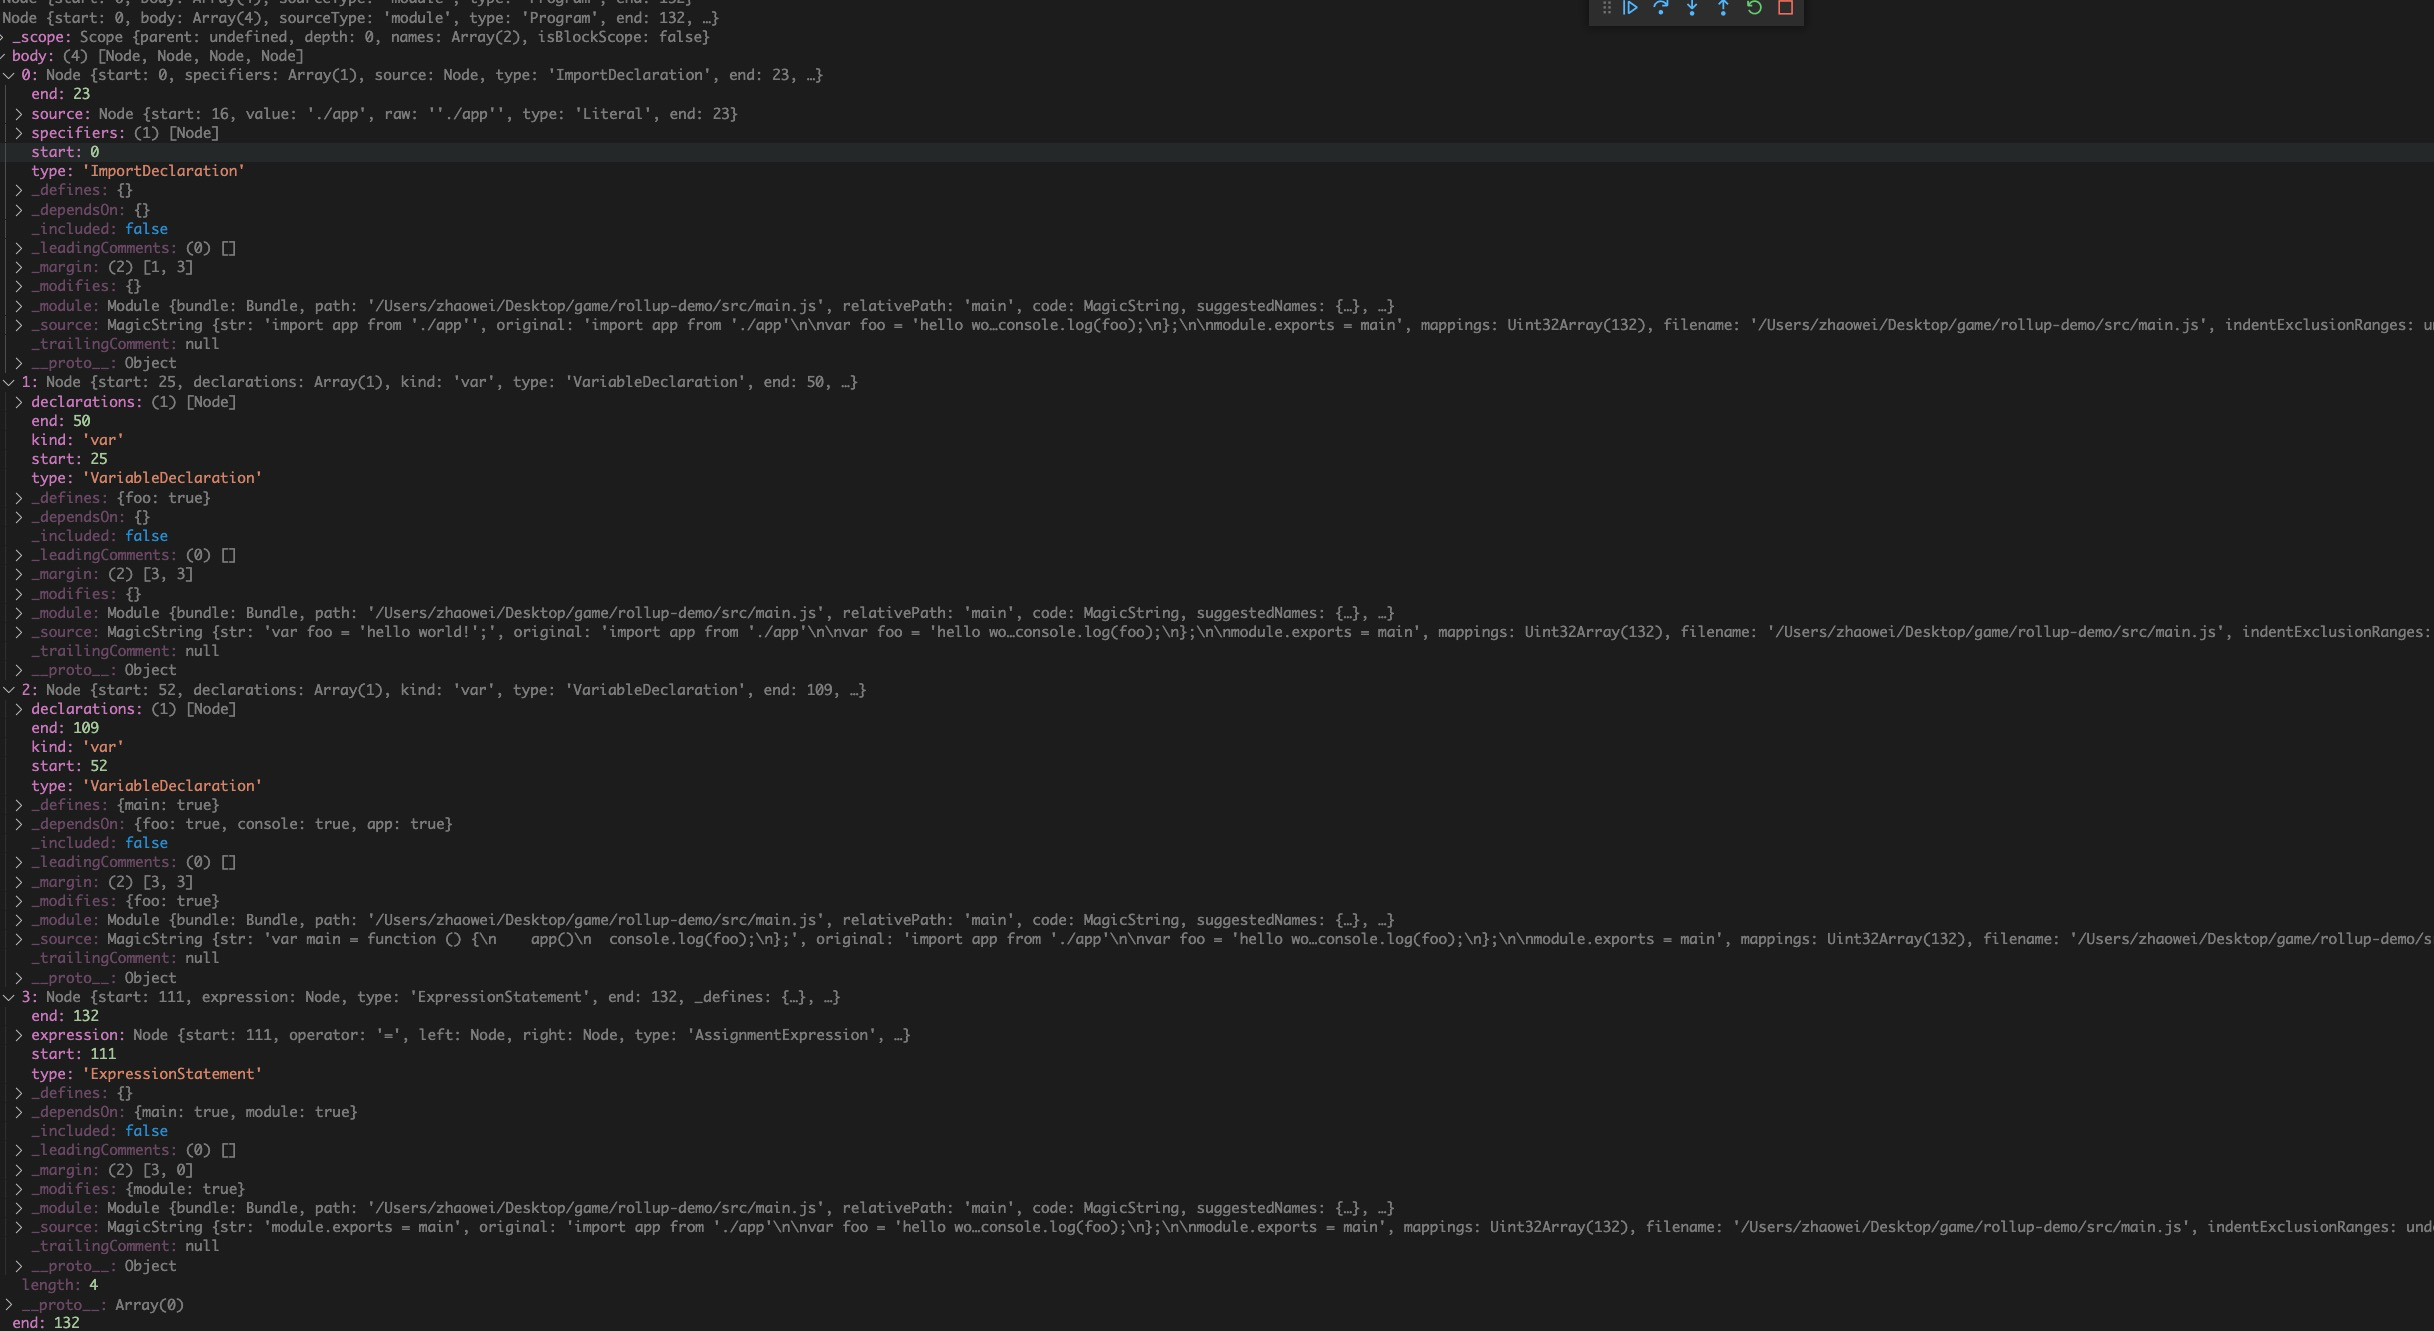 Node {start: 0, body: Array(4), sourceType: 'module', type: 'Program', end: 132}
Node {start: 0, body: Array(4), sourceType: 'module', type: 'Program', end: 132, …}
_scope: Scope {parent: undefined, depth: 0, names: Array(2), isBlockScope: false}
body: (4) [Node, Node, Node, Node]
0: Node {start: 0, specifiers: Array(1), source: Node, type: 'ImportDeclaration', end: 23, …}
end: 23
source: Node {start: 16, value: './app', raw: ''./app'', type: 'Literal', end: 23}
specifiers: (1) [Node]
start: 0
type: 'ImportDeclaration'
_defines: {}
_dependsOn: {}
_included: false
_leadingComments: (0) []
_margin: (2) [1, 3]
_modifies: {}
_module: Module {bundle: Bundle, path: '/Users/zhaowei/Desktop/game/rollup-demo/src/main.js', relativePath: 'main', code: MagicString, suggestedNames: {…}, …}
_source: MagicString {str: 'import app from './app'', original: 'import app from './app'\n\nvar foo = 'hello wo…console.log(foo);\n};\n\nmodule.exports = main', mappings: Uint32Array(132), filename: '/Users/zhaowei/Desktop/game/rollup-demo/src/main.js', indentExclusionRanges: u
_trailingComment: null
__proto__: Object
1: Node {start: 25, declarations: Array(1), kind: 'var', type: 'VariableDeclaration', end: 50, …}
declarations: (1) [Node]
end: 50
kind: 'var'
start: 25
type: 'VariableDeclaration'
_defines: {foo: true}
_dependsOn: {}
_included: false
_leadingComments: (0) []
_margin: (2) [3, 3]
_modifies: {}
_module: Module {bundle: Bundle, path: '/Users/zhaowei/Desktop/game/rollup-demo/src/main.js', relativePath: 'main', code: MagicString, suggestedNames: {…}, …}
_source: MagicString {str: 'var foo = 'hello world!';', original: 'import app from './app'\n\nvar foo = 'hello wo…console.log(foo);\n};\n\nmodule.exports = main', mappings: Uint32Array(132), filename: '/Users/zhaowei/Desktop/game/rollup-demo/src/main.js', indentExclusionRanges:
_trailingComment: null
__proto__: Object
2: Node {start: 52, declarations: Array(1), kind: 'var', type: 'VariableDeclaration', end: 109, …}
declarations: (1) [Node]
end: 109
kind: 'var'
start: 52
type: 'VariableDeclaration'
_defines: {main: true}
_dependsOn: {foo: true, console: true, app: true}
_included: false
_leadingComments: (0) []
_margin: (2) [3, 3]
_modifies: {foo: true}
_module: Module {bundle: Bundle, path: '/Users/zhaowei/Desktop/game/rollup-demo/src/main.js', relativePath: 'main', code: MagicString, suggestedNames: {…}, …}
_source: MagicString {str: 'var main = function () {\n    app()\n  console.log(foo);\n};', original: 'import app from './app'\n\nvar foo = 'hello wo…console.log(foo);\n};\n\nmodule.exports = main', mappings: Uint32Array(132), filename: '/Users/zhaowei/Desktop/game/rollup-demo/s
_trailingComment: null
__proto__: Object
3: Node {start: 111, expression: Node, type: 'ExpressionStatement', end: 132, _defines: {…}, …}
end: 132
expression: Node {start: 111, operator: '=', left: Node, right: Node, type: 'AssignmentExpression', …}
start: 111
type: 'ExpressionStatement'
_defines: {}
_dependsOn: {main: true, module: true}
_included: false
_leadingComments: (0) []
_margin: (2) [3, 0]
_modifies: {module: true}
_module: Module {bundle: Bundle, path: '/Users/zhaowei/Desktop/game/rollup-demo/src/main.js', relativePath: 'main', code: MagicString, suggestedNames: {…}, …}
_source: MagicString {str: 'module.exports = main', original: 'import app from './app'\n\nvar foo = 'hello wo…console.log(foo);\n};\n\nmodule.exports = main', mappings: Uint32Array(132), filename: '/Users/zhaowei/Desktop/game/rollup-demo/src/main.js', indentExclusionRanges: und
_trailingComment: null
__proto__: Object
length: 4
__proto__: Array(0)
end: 132